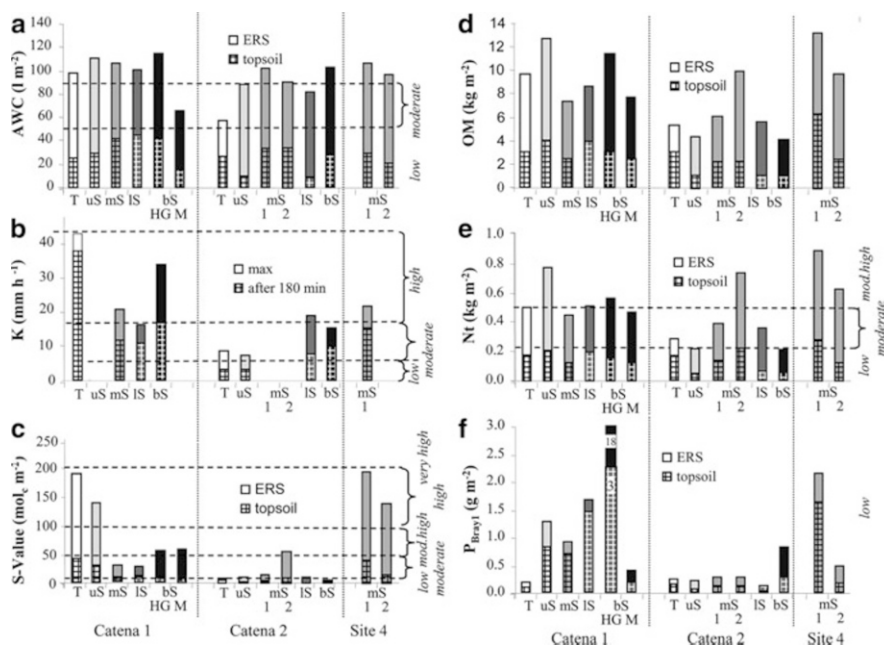 a
140
120
100
80
60
40
20
0
AWC (l m⁻²)
ERS
topsoil
moderate
low
T uS mS lS bS
HG M
T uS mS lS bS
1 2
mS
1 2
b
40
30
20
10
0
K (mm h⁻¹)
max
after 180 min
high
moderate
low
T uS mS lS bS
T uS mS lS bS
1 2
mS
1
c
250
200
150
100
50
0
S-Value (molc m⁻²)
ERS
topsoil
very high
high
mod.high
moderate
low
T uS mS lS bS
HG M
T uS mS lS bS
1 2
mS
1 2
Catena 1 Catena 2 Site 4
d
14
12
10
8
6
4
2
0
OM (kg m⁻²)
ERS
topsoil
T uS mS lS bS
HG M
T uS mS lS bS
1 2
mS
1 2
e
1.0
0.8
0.6
0.4
0.2
0.0
Nt (kg m⁻²)
ERS
topsoil
mod.high
moderate
low
T uS mS lS bS
HG M
T uS mS lS bS
1 2
mS
1 2
f
3.0
2.5
2.0
1.5
1.0
0.5
0.0
P Bray1 (g m⁻²)
18
3
ERS
topsoil
low
T uS mS lS bS
HG M
T uS mS lS bS
1 2
mS
1 2
Catena 1 Catena 2 Site 4